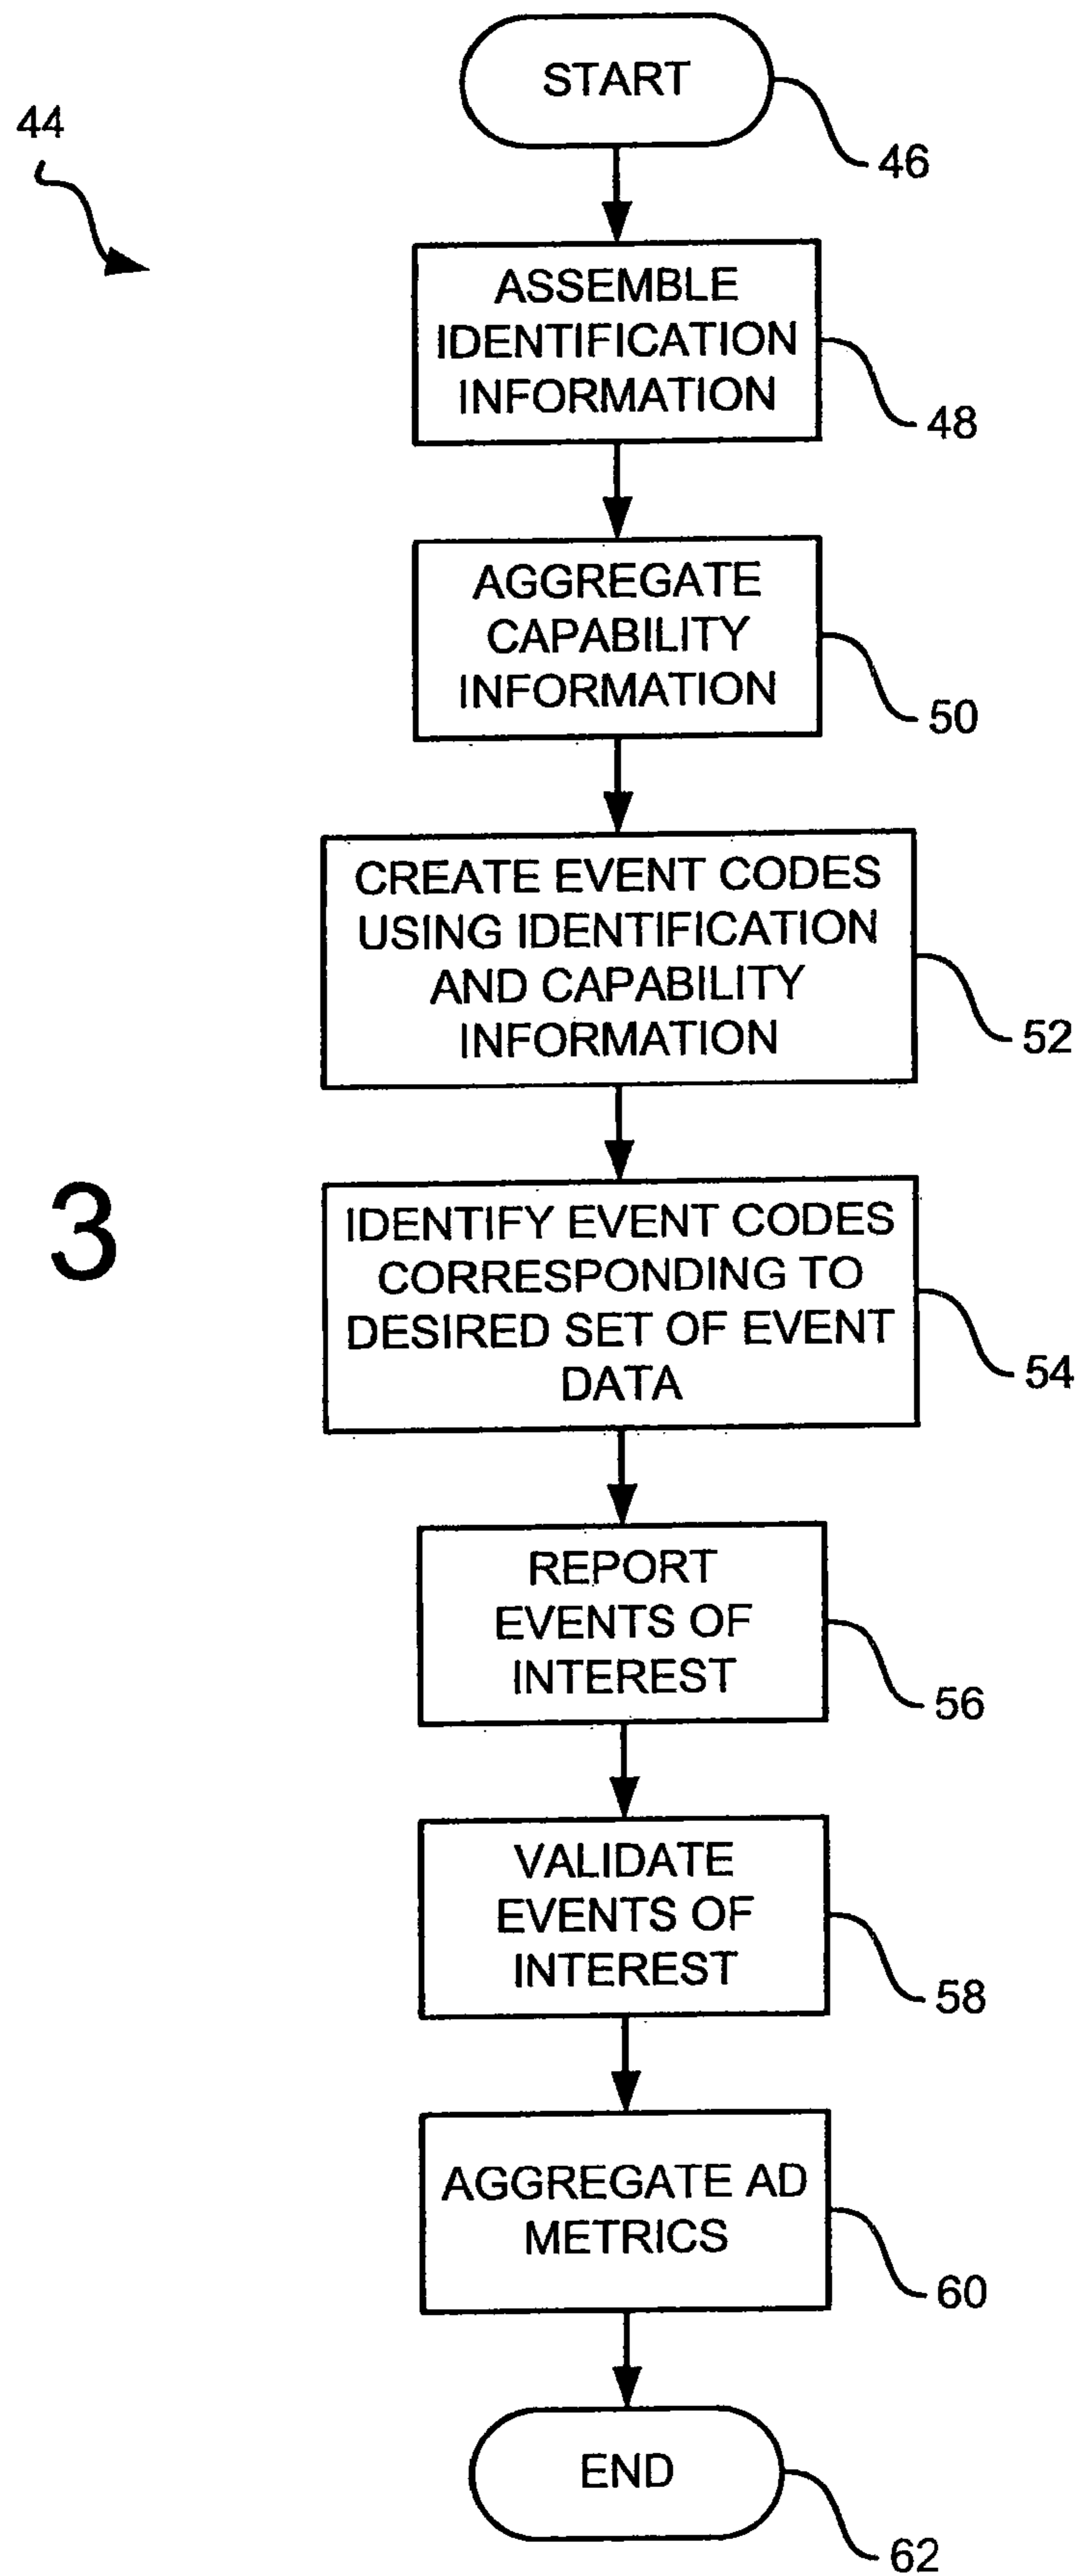 START
44
46
ASSEMBLE
IDENTIFICATION
INFORMATION
48
AGGREGATE
CAPABILITY
INFORMATION
50
CREATE EVENT CODES
USING IDENTIFICATION
AND CAPABILITY
INFORMATION
52
3
IDENTIFY EVENT CODES
CORRESPONDING TO
DESIRED SET OF EVENT
DATA
54
REPORT
EVENTS OF
INTEREST
56
VALIDATE
EVENTS OF
INTEREST
58
AGGREGATE AD
METRICS
60
END
62